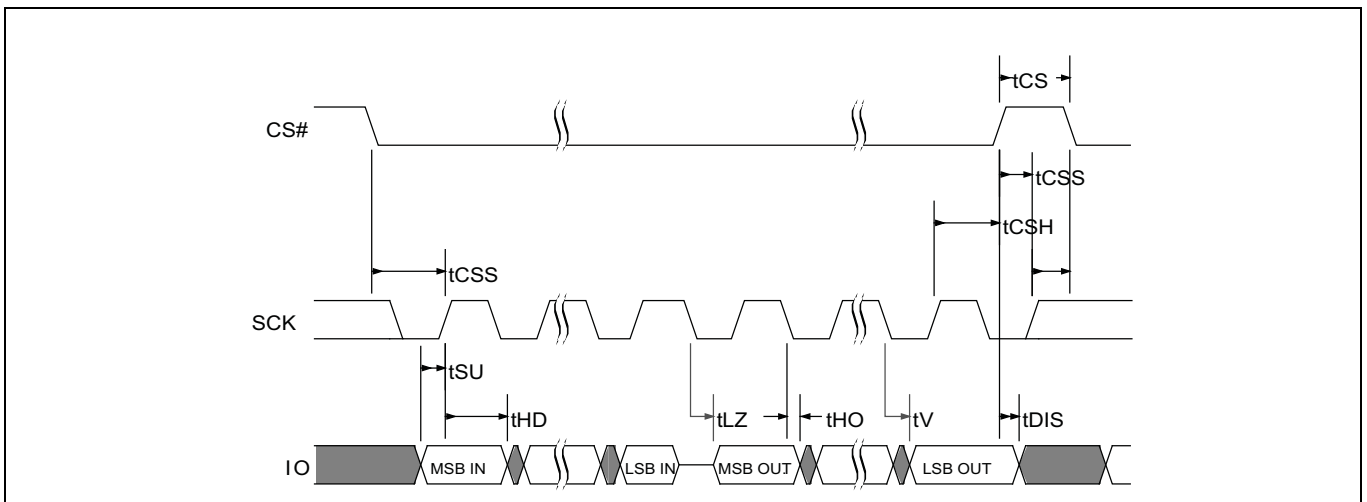 tCS
CS#
tCSS
tCSH
tCSS
SCK
tSU
tHD
tLZ
tHO
tV
tDIS
IO
MSB IN
LSB IN
MSB OUT
LSB OUT